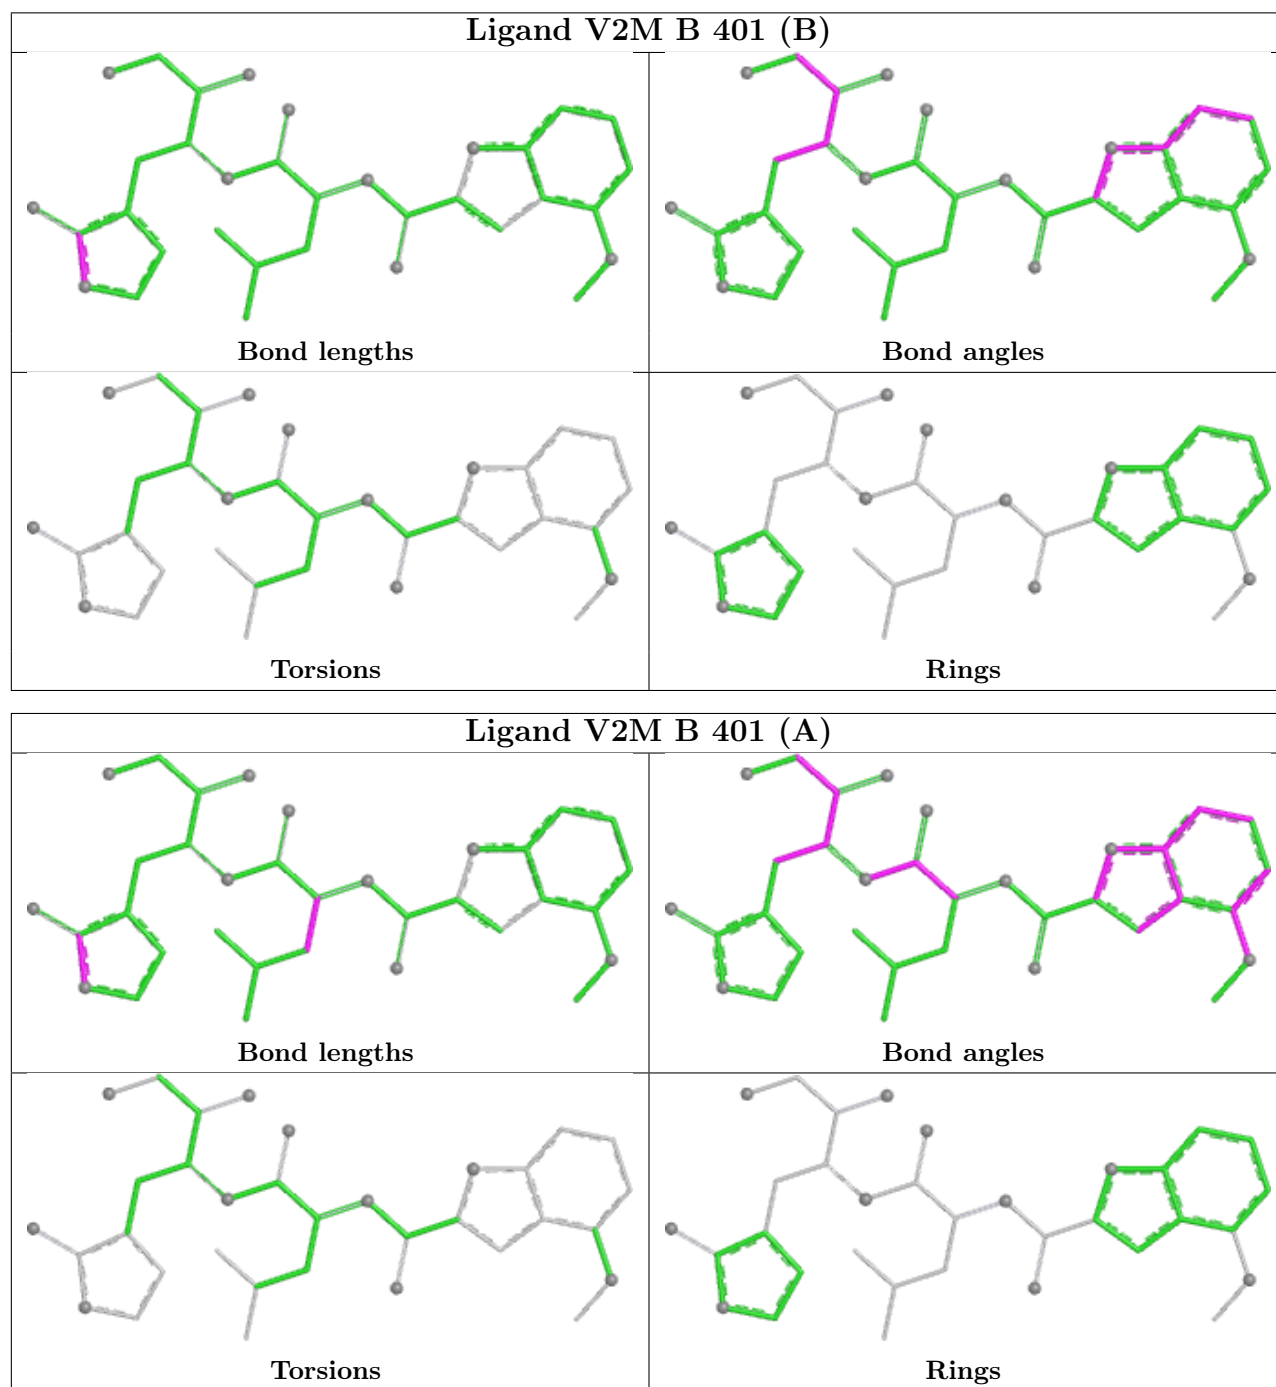 Ligand V2M B 401 (B)
Bond lengths
Bond angles
Torsions
Rings
Ligand V2M B 401 (A)
Bond lengths
Bond angles
Torsions
Rings